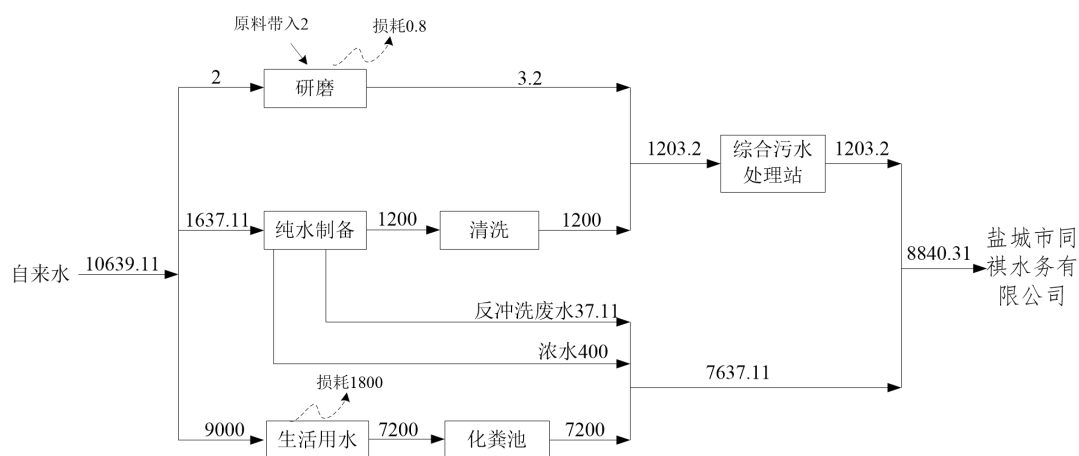 原料带入2
损耗0.8
2
研磨
3.2
1203.2
综合污水
处理站
1203.2
1637.11
纯水制备
1200
清洗
1200
自来水
10639.11
8840.31
盐城市同
祺水务有
限公司
反冲洗废水37.11
浓水400
7637.11
损耗1800
9000
生活用水
7200
化粪池
7200